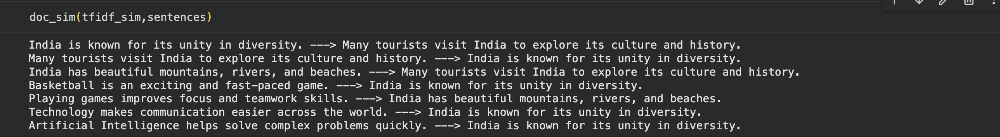 doc_sim(tfidf_sim,sentences)
India is known for its unity in diversity. ---> Many tourists visit India to explore its culture and history.
Many tourists visit India to explore its culture and history. ---> India is known for its unity in diversity.
India has beautiful mountains, rivers, and beaches. ---> Many tourists visit India to explore its culture and history.
Basketball is an exciting and fast-paced game. ---> India is known for its unity in diversity.
Playing games improves focus and teamwork skills. ---> India has beautiful mountains, rivers, and beaches.
Technology makes communication easier across the world. ---> India is known for its unity in diversity.
Artificial Intelligence helps solve complex problems quickly. ---> India is known for its unity in diversity.